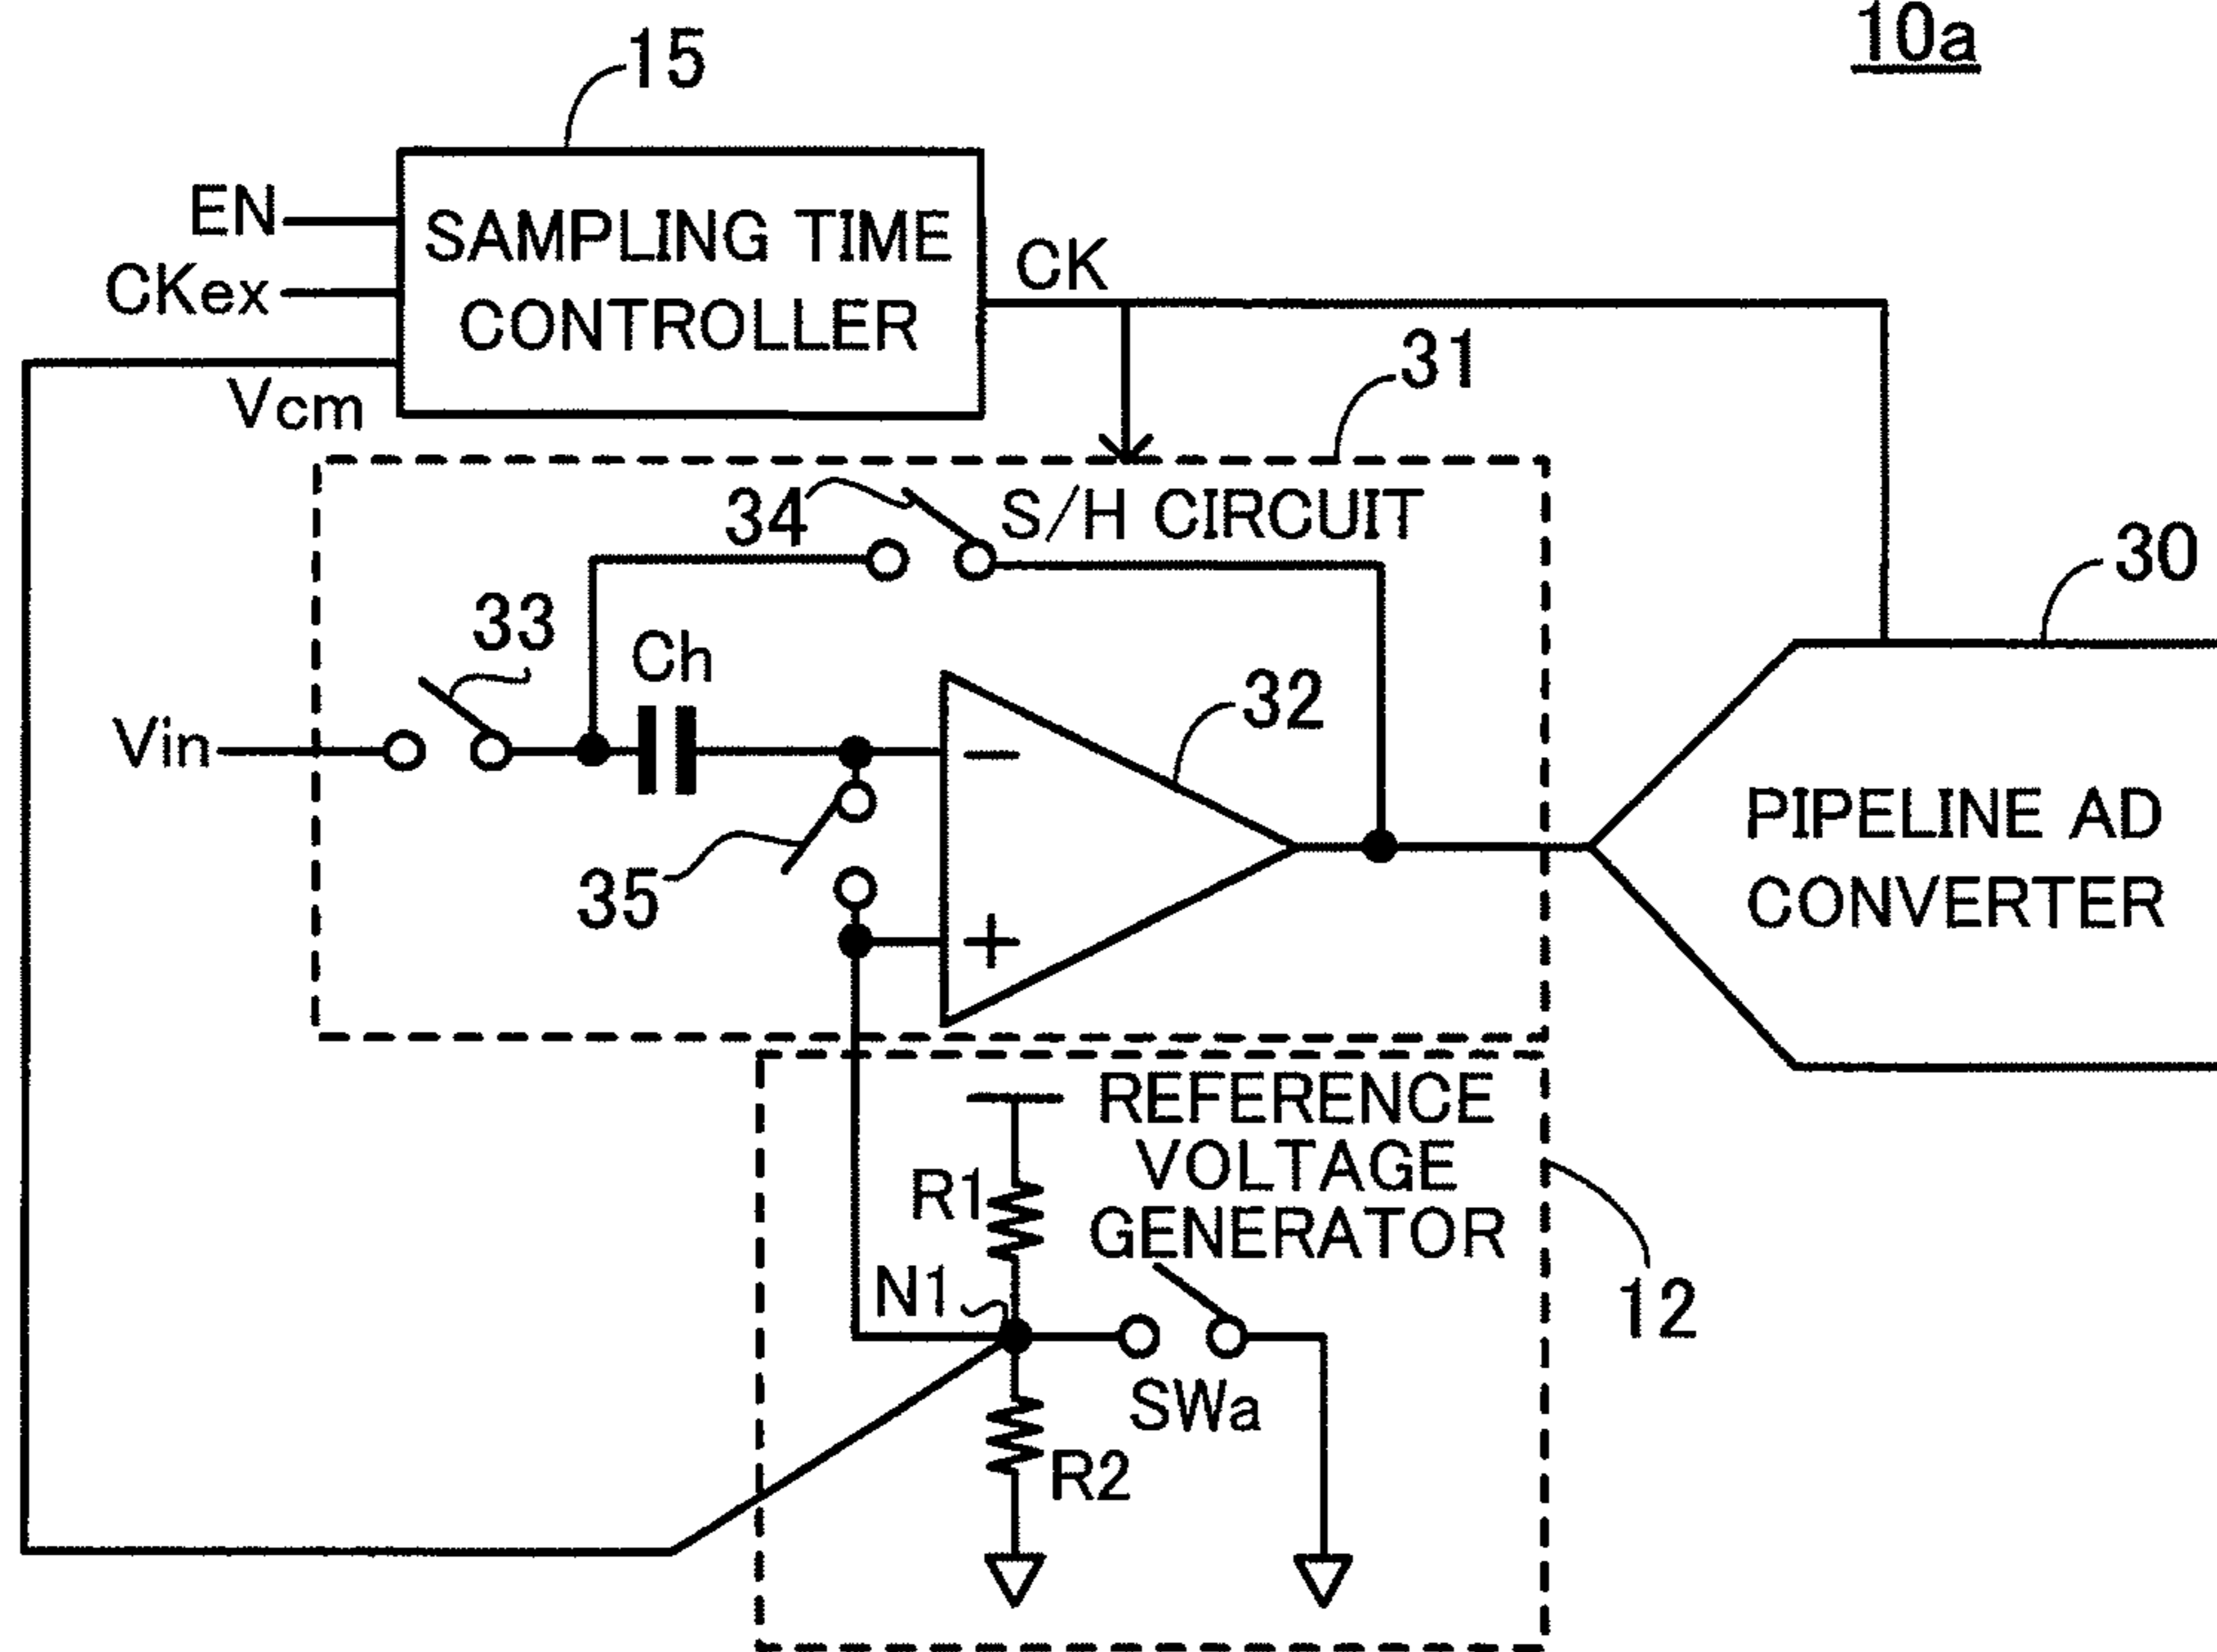 10a
15
EN
CKex
Vcm
SAMPLING TIME
CONTROLLER
CK
31
34
S/H CIRCUIT
30
33
Ch
32
Vin
−
35
+
PIPELINE AD
CONVERTER
REFERENCE
VOLTAGE
GENERATOR
R1
N1
12
SWa
R2